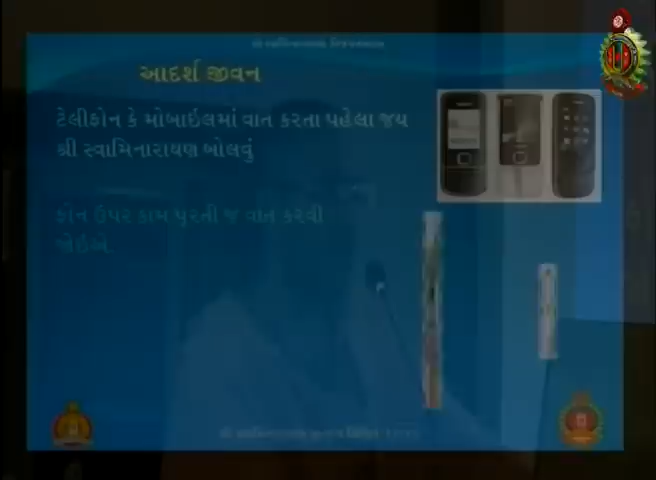 આદર્શ જીવન
ટેલીફોન કે મોબાઈલમાં વાત કરતા પહેલા જય
શ્રી સ્વામિનારાયણ બોલવું
ફોન ઉપર કામ પૂરતી જ વાત કરવી
જોઈએ.